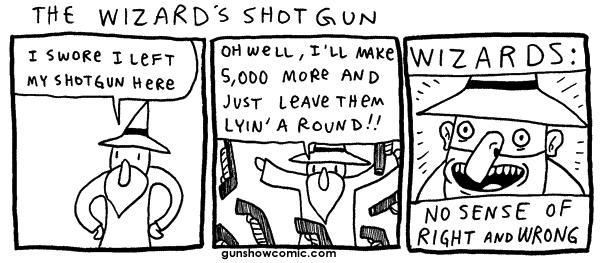 THE WIZARD'S SHOTGUN
I SWORE I LEFT
MY SHOTGUN HERE
OH WELL, I'LL MAKE
5,000 MORE AND
JUST LEAVE THEM
LYIN' AROUND!!
WIZARDS:
NO SENSE OF
RIGHT AND WRONG
gunshowcomic.com